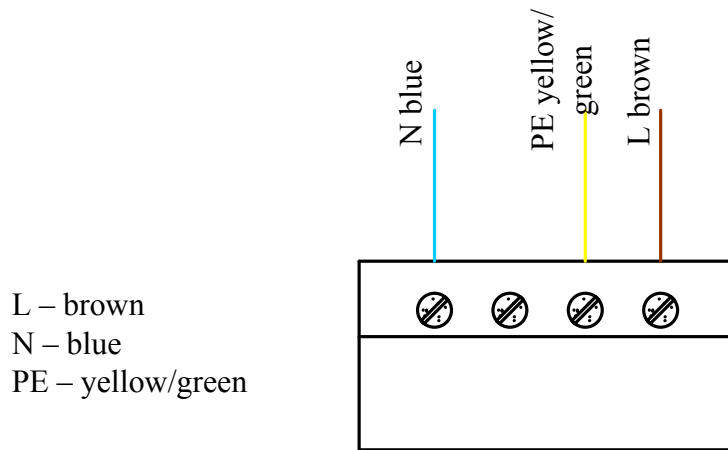 N blue
PE yellow/
green
L brown
L – brown
N – blue
PE – yellow/green